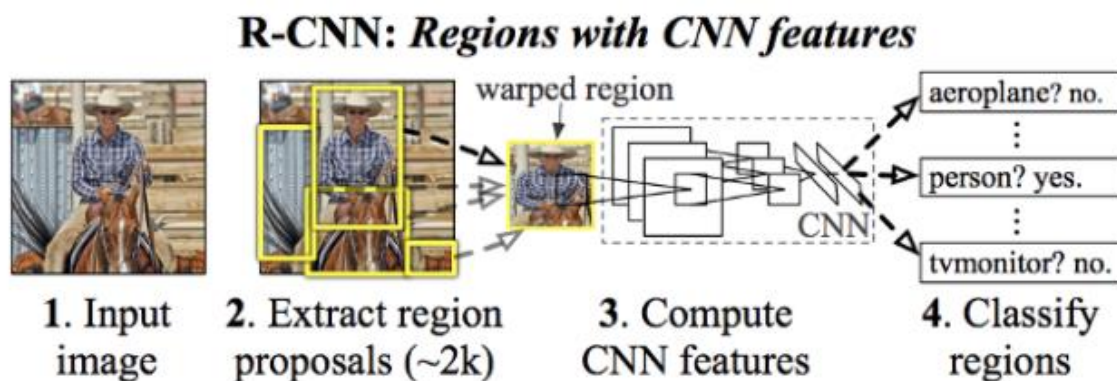 R-CNN: Regions with CNN features
warped region
aeroplane? no.
person? yes.
tvmonitor? no.
CNN
1. Input
image
2. Extract region
proposals (~2k)
3. Compute
CNN features
4. Classify
regions